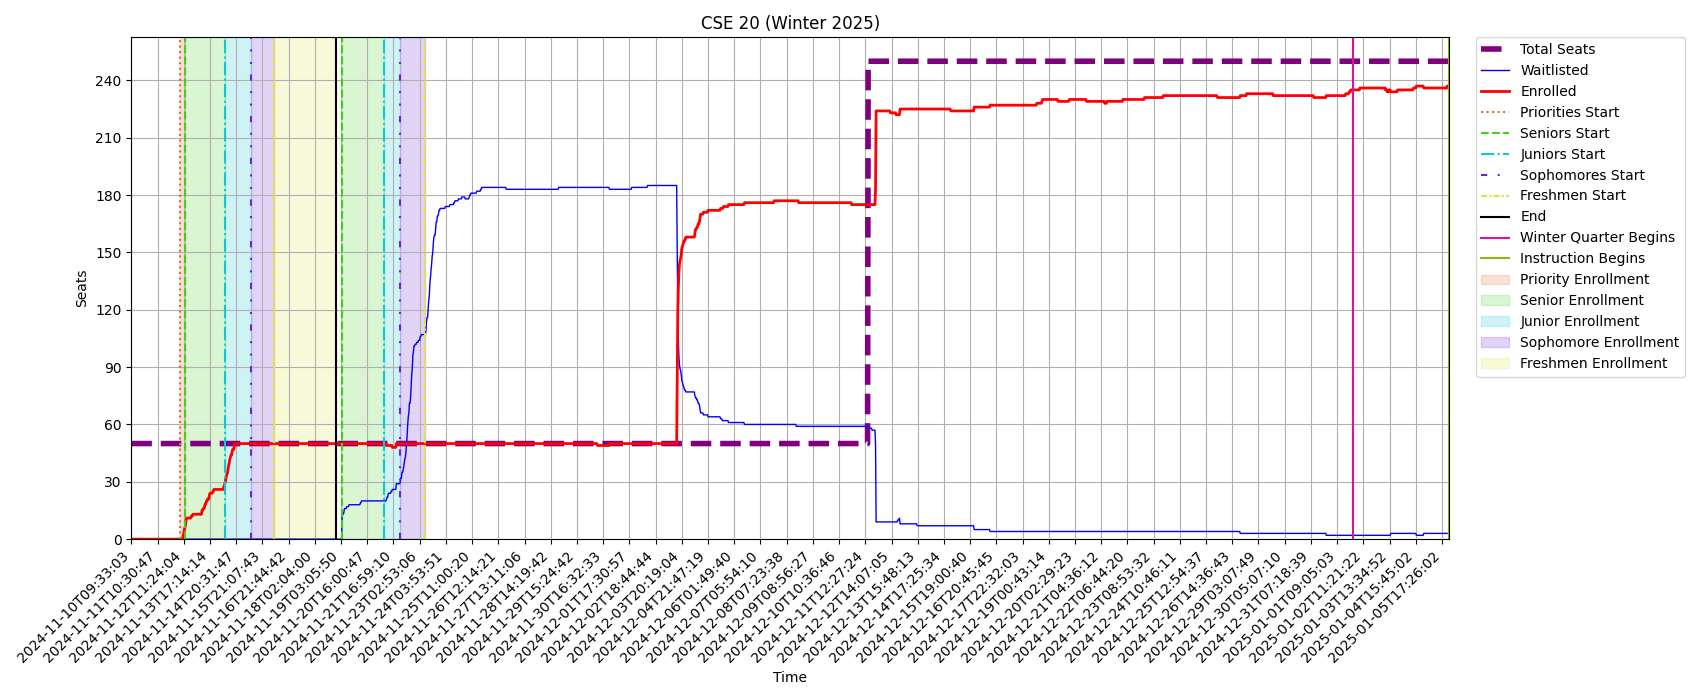 CSE 20 (Winter 2025)
Seats
240
210
180
150
120
90
60
30
0
2024-11-10T09:33:03
2024-11-11T10:30:47
2024-11-12T11:24:04
2024-11-13T17:14:14
2024-11-14T20:31:47
2024-11-15T21:07:43
2024-11-16T21:44:42
2024-11-18T02:04:00
2024-11-19T03:05:50
2024-11-20T16:00:47
2024-11-21T16:59:10
2024-11-23T02:53:06
2024-11-24T03:53:51
2024-11-25T11:00:20
2024-11-26T12:14:21
2024-11-27T13:11:06
2024-11-28T14:19:42
2024-11-29T15:24:42
2024-11-30T16:32:33
2024-12-01T17:30:57
2024-12-02T18:44:44
2024-12-03T20:19:04
2024-12-04T21:47:19
2024-12-06T01:49:40
2024-12-07T05:54:10
2024-12-08T07:23:38
2024-12-09T08:56:27
2024-12-10T10:36:46
2024-12-11T12:27:24
2024-12-12T14:07:05
2024-12-13T15:48:13
2024-12-14T17:25:34
2024-12-15T19:00:40
2024-12-16T20:45:45
2024-12-17T22:32:03
2024-12-19T00:43:14
2024-12-20T02:29:23
2024-12-21T04:36:12
2024-12-22T06:44:20
2024-12-23T08:53:32
2024-12-24T10:46:11
2024-12-25T12:54:37
2024-12-26T14:36:43
2024-12-29T03:07:49
2024-12-30T05:07:10
2024-12-31T07:18:39
2025-01-01T09:05:03
2025-01-02T11:21:22
2025-01-03T13:34:52
2025-01-04T15:45:02
2025-01-05T17:26:02
Time
Total Seats
Waitlisted
Enrolled
Priorities Start
Seniors Start
Juniors Start
Sophomores Start
Freshmen Start
End
Winter Quarter Begins
Instruction Begins
Priority Enrollment
Senior Enrollment
Junior Enrollment
Sophomore Enrollment
Freshmen Enrollment